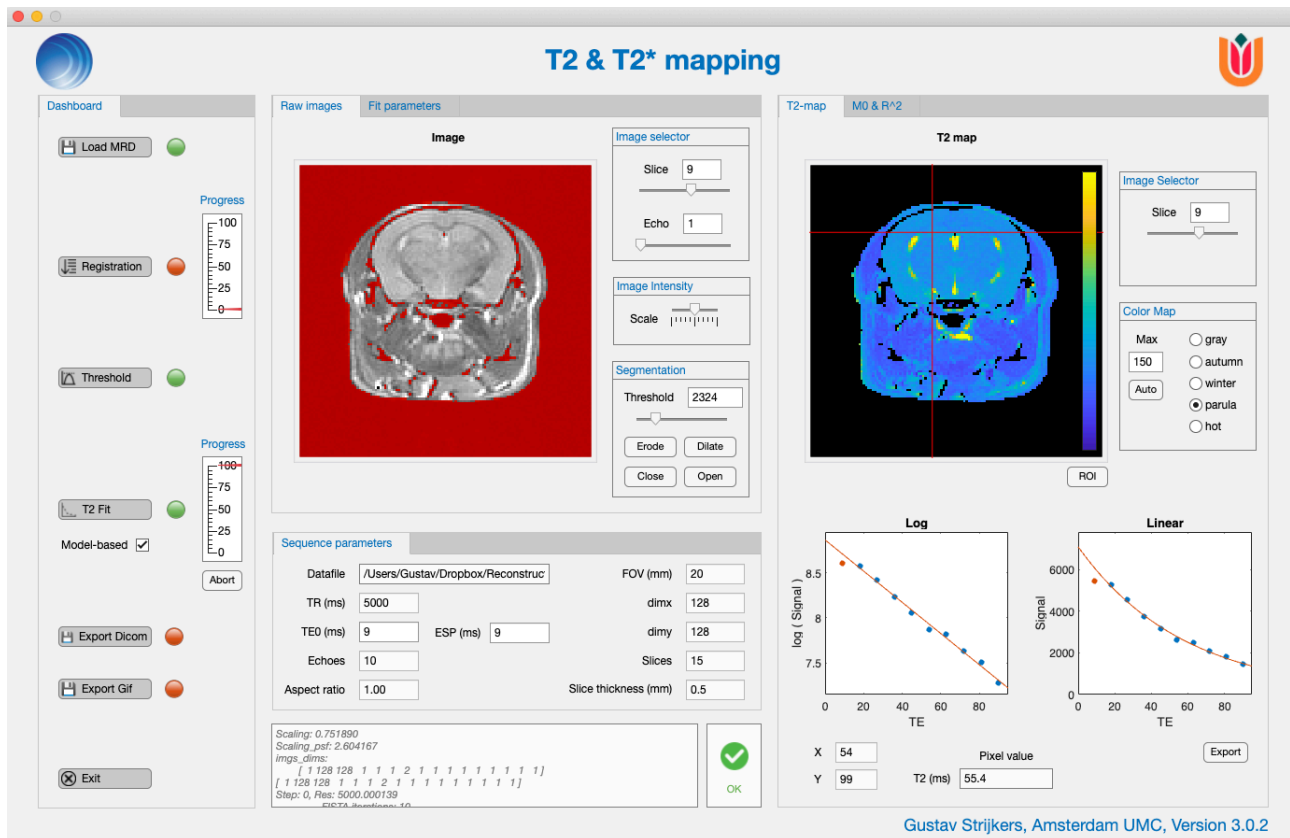 T2 & T2* mapping
Dashboard
Load MRD
Progress
100
75
50
25
0
Registration
Threshold
Progress
100
75
50
25
0
T2 Fit
Model-based
Abort
Export Dicom
Export Gif
Exit
Raw images Fit parameters
Image
Image selector
Slice 9
Echo 1
Image Intensity
Scale
Segmentation
Threshold 2324
Erode Dilate
Close Open
Sequence parameters
Datafile /Users/Gustav/Dropbox/Reconstruc FOV (mm) 20
TR (ms) 5000 dimx 128
TE0 (ms) 9 ESP (ms) 9 dimy 128
Echoes 10 Slices 15
Aspect ratio 1.00 Slice thickness (mm) 0.5
Scaling: 0.751890
Scaling_psf: 2.604167
imgs_dims:
[ 1 128 128 1 1 1 2 1 1 1 1 1 1 1 1 1 ]
[ 1 128 128 1 1 1 2 1 1 1 1 1 1 1 1 1 ]
Step: 0, Res: 5000.000139
FISTA iterations: 10
OK
T2-map M0 & R^2
T2 map
Image Selector
Slice 9
Color Map
Max
150
Auto
gray
autumn
winter
parula
hot
ROI
Log
log ( Signal )
8.5
8
7.5
0 20 40 60 80
TE
Linear
Signal
6000
4000
2000
0
0 20 40 60 80
TE
X 54
Y 99
Pixel value
T2 (ms) 55.4
Export
Gustav Strijkers, Amsterdam UMC, Version 3.0.2